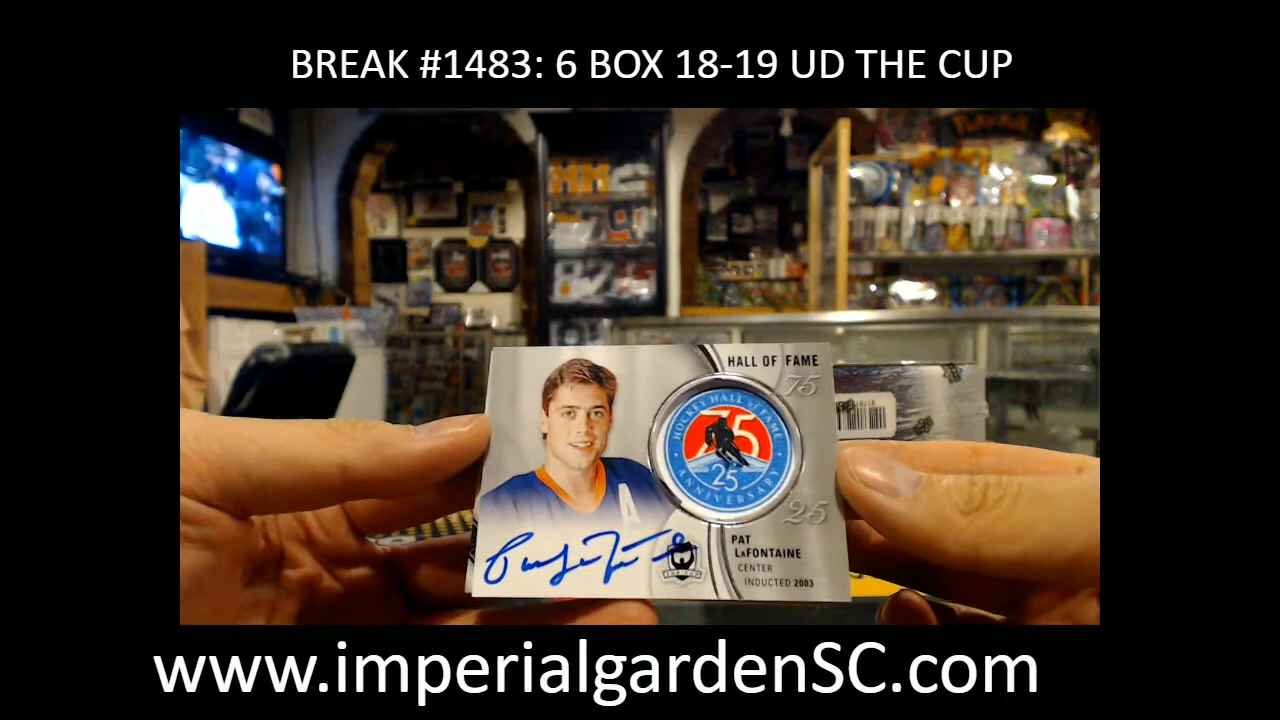 BREAK #1483: 6 BOX 18-19 UD THE CUP
HALL OF FAME
75
HOCKEY HALL OF FAME
75
25
ANNIVERSARY
25
PAT
LAFONTAINE
CENTER
INDUCTED 2003
www.imperialgardenSC.com